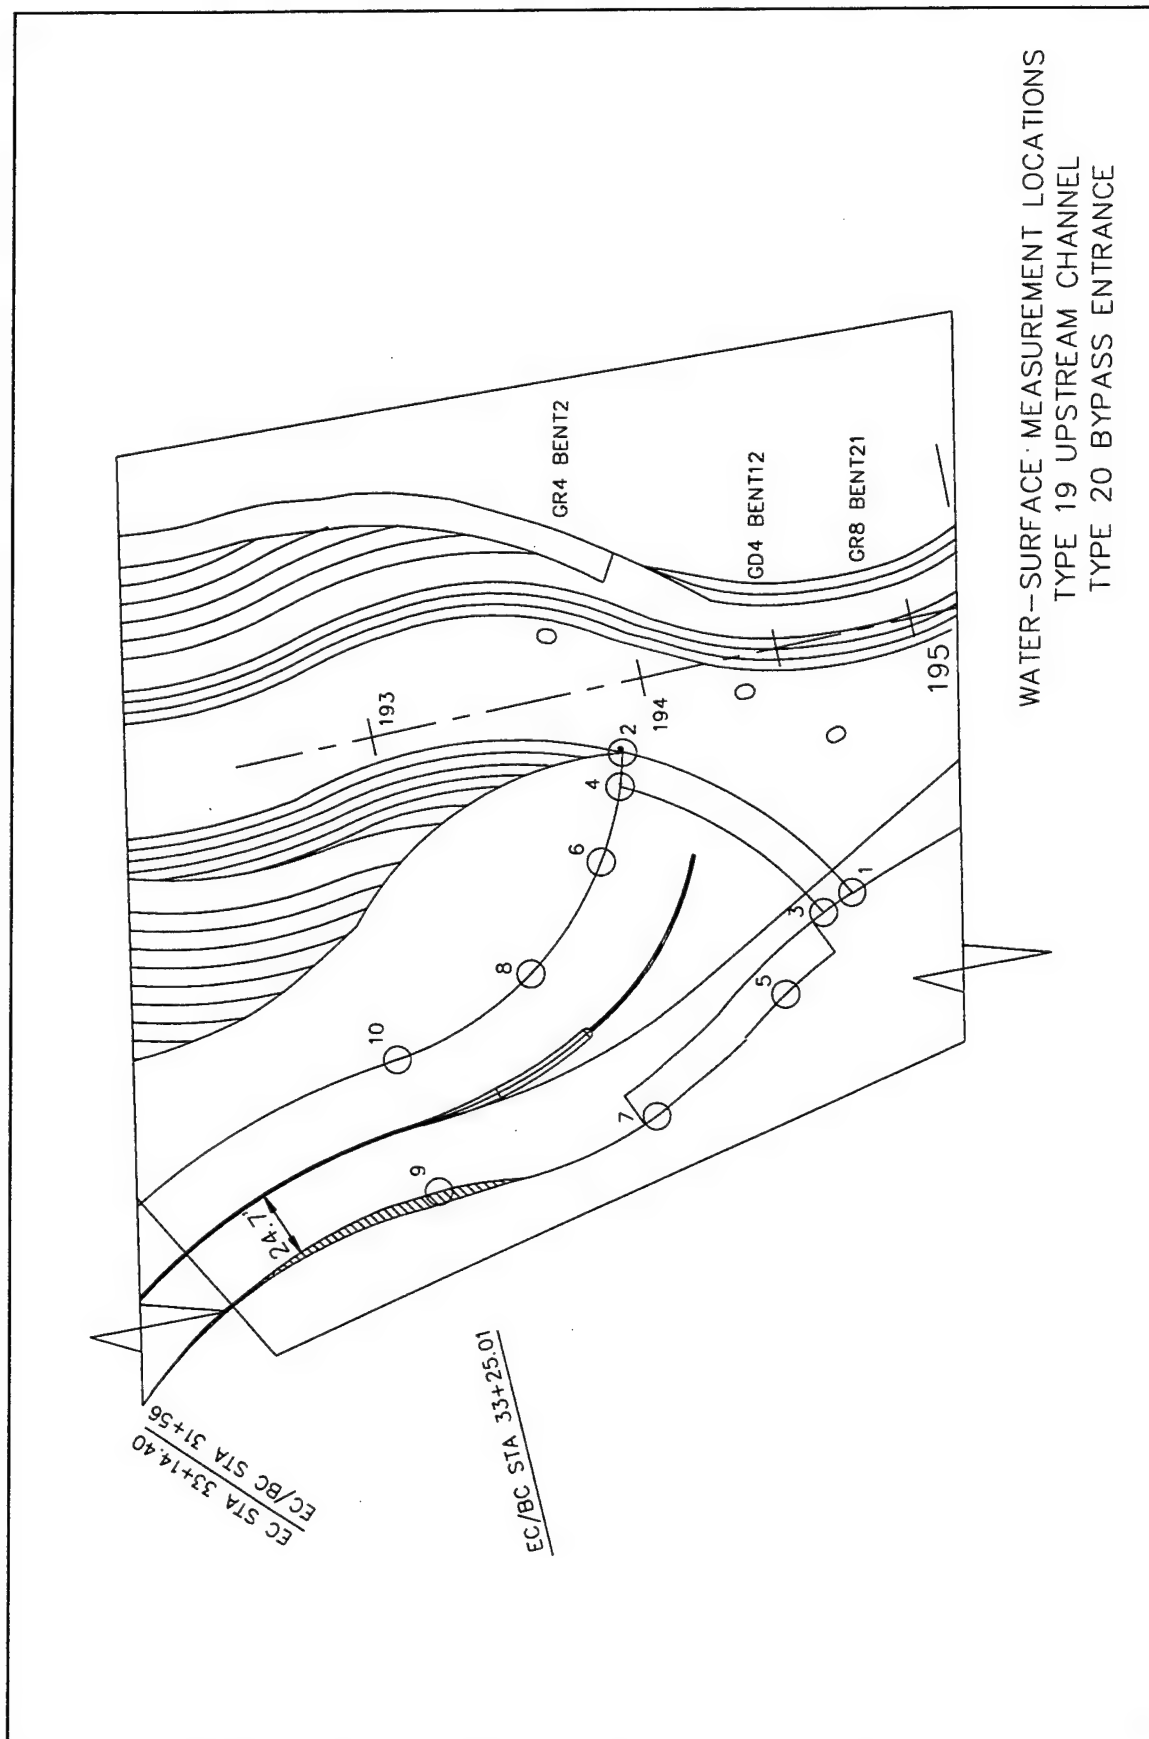 WATER-SURFACE MEASUREMENT LOCATIONS
TYPE 19 UPSTREAM CHANNEL
TYPE 20 BYPASS ENTRANCE
EC STA 33+14.40
EC/BC STA 31+56
EC/BC STA 33+25.01
24.7'
9
10
7
8
5
6
3
4
1
2
193
194
195
GR4 BENT2
GD4 BENT12
GR8 BENT21